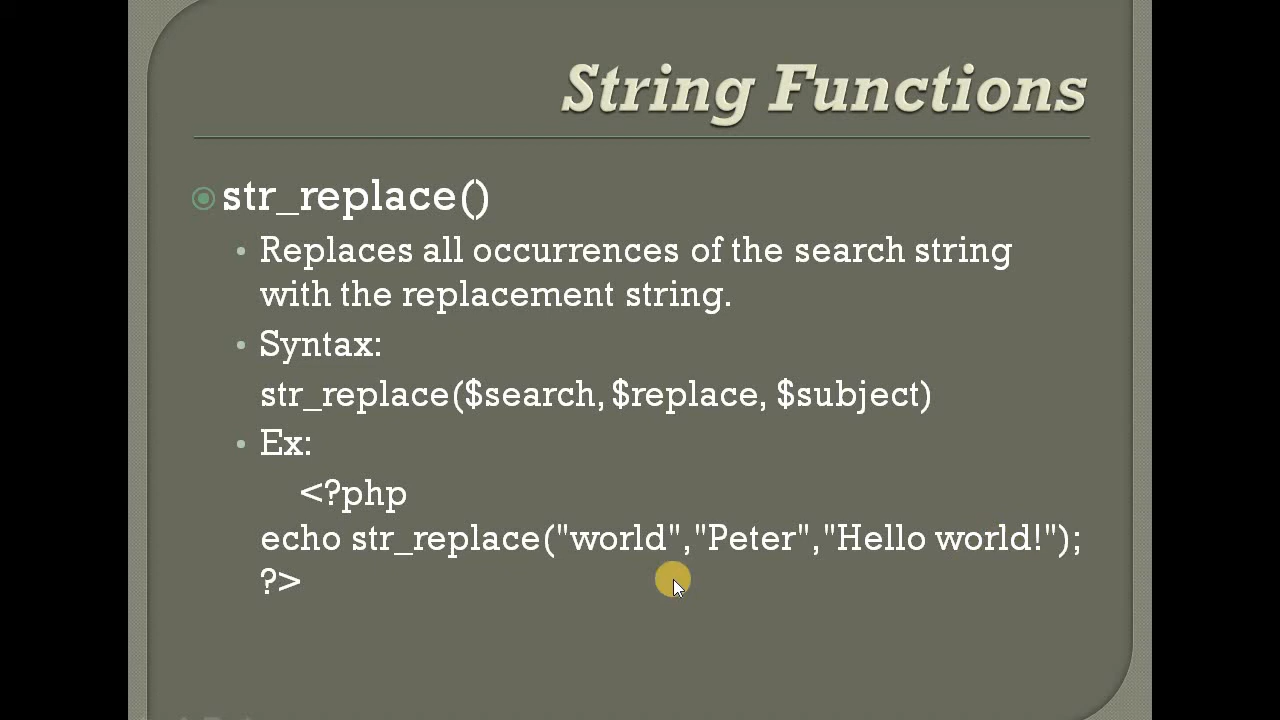 String Functions
str_replace()
Replaces all occurrences of the search string
with the replacement string.
Syntax:
str_replace($search, $replace, $subject)
Ex:
<?php
echo str_replace("world","Peter","Hello world!");
?>